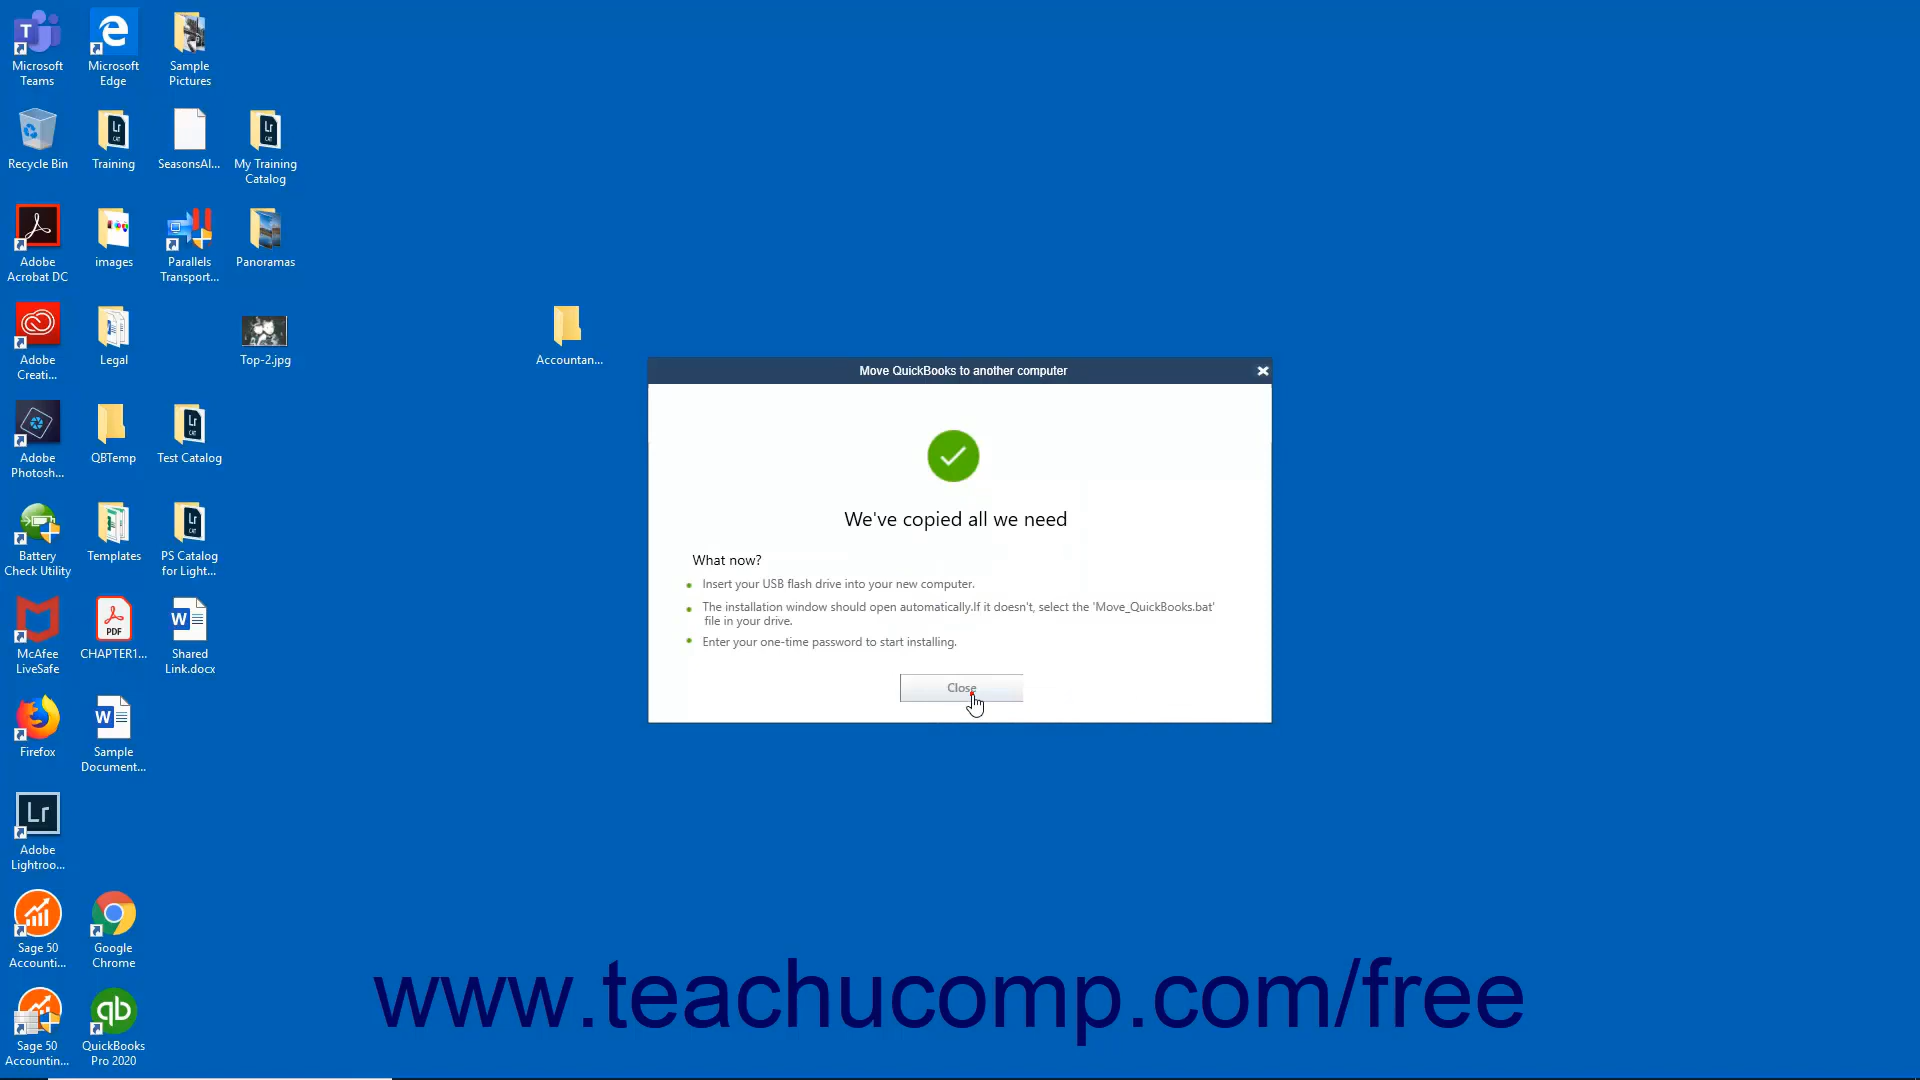 Microsoft Teams
Microsoft Edge
Sample Pictures
Recycle Bin
Training
SeasonsAl...
My Training Catalog
Adobe Acrobat DC
images
Parallels Transport...
Panoramas
Adobe Creati...
Legal
Top-2.jpg
Accountan...
Adobe Photosh...
QBTemp
Test Catalog
Battery Check Utility
Templates
PS Catalog for Light...
McAfee LiveSafe
CHAPTER1...
Shared Link.docx
Firefox
Sample Document...
Adobe Lightroo...
Sage 50 Accounti...
Google Chrome
Sage 50 Accountin...
QuickBooks Pro 2020
Move QuickBooks to another computer
We've copied all we need
What now?
Insert your USB flash drive into your new computer.
The installation window should open automatically.If it doesn't, select the 'Move_QuickBooks.bat'
file in your drive.
Enter your one-time password to start installing.
Close
www.teachucomp.com/free